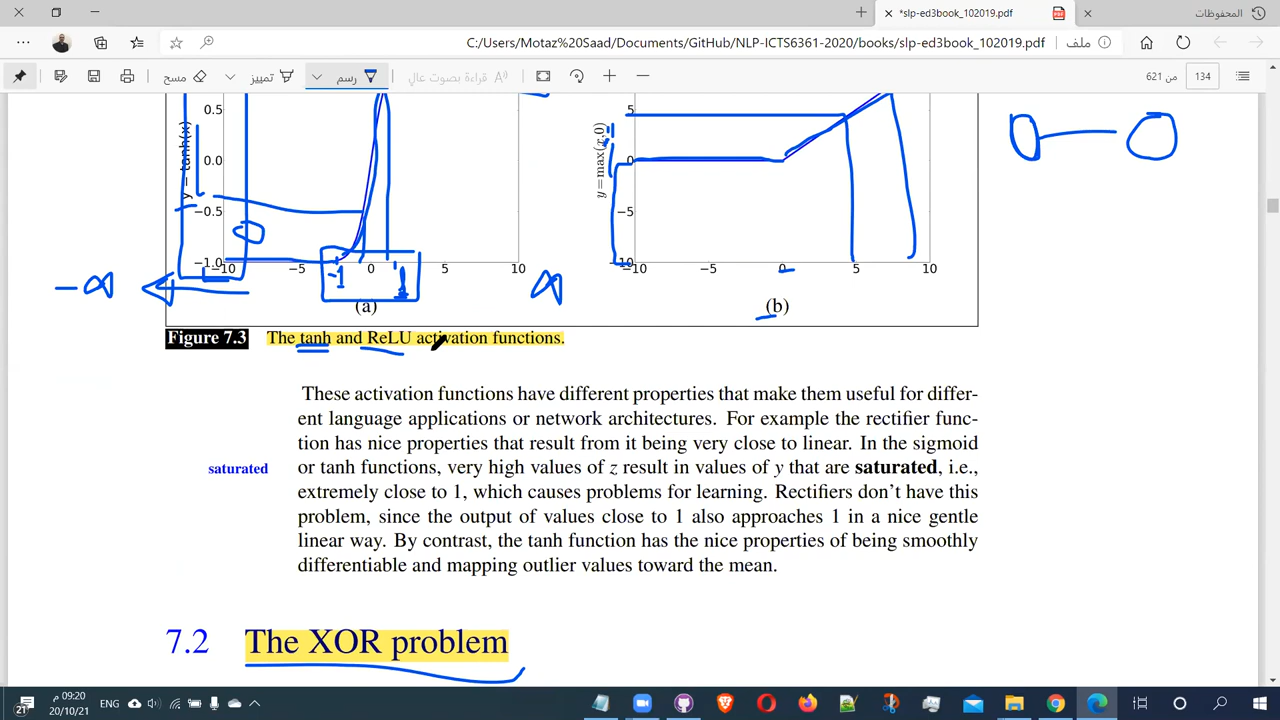 *slp-ed3book_102019.pdf
المحفوظات
C:/Users/Motaz%20Saad/Documents/GitHub/NLP-ICTS6361-2020/books/slp-ed3book_102019.pdf
ملف
مسح
تمييز
رسم
قراءة بصوت عالٍ
134
من 621
0.5
0.0
−0.5
−1.0
y = tanh(x)
−10
−5
0
5
10
-1
1
-∞
∞
(a)
5
0
−5
−10
y = max(x,0)
−10
−5
0
5
10
(b)
Figure 7.3 The tanh and ReLU activation functions.
These activation functions have different properties that make them useful for differ-
ent language applications or network architectures. For example the rectifier func-
tion has nice properties that result from it being very close to linear. In the sigmoid
saturated
or tanh functions, very high values of z result in values of y that are saturated, i.e.,
extremely close to 1, which causes problems for learning. Rectifiers don't have this
problem, since the output of values close to 1 also approaches 1 in a nice gentle
linear way. By contrast, the tanh function has the nice properties of being smoothly
differentiable and mapping outlier values toward the mean.
7.2 The XOR problem
09:20 م
20/10/21
ENG